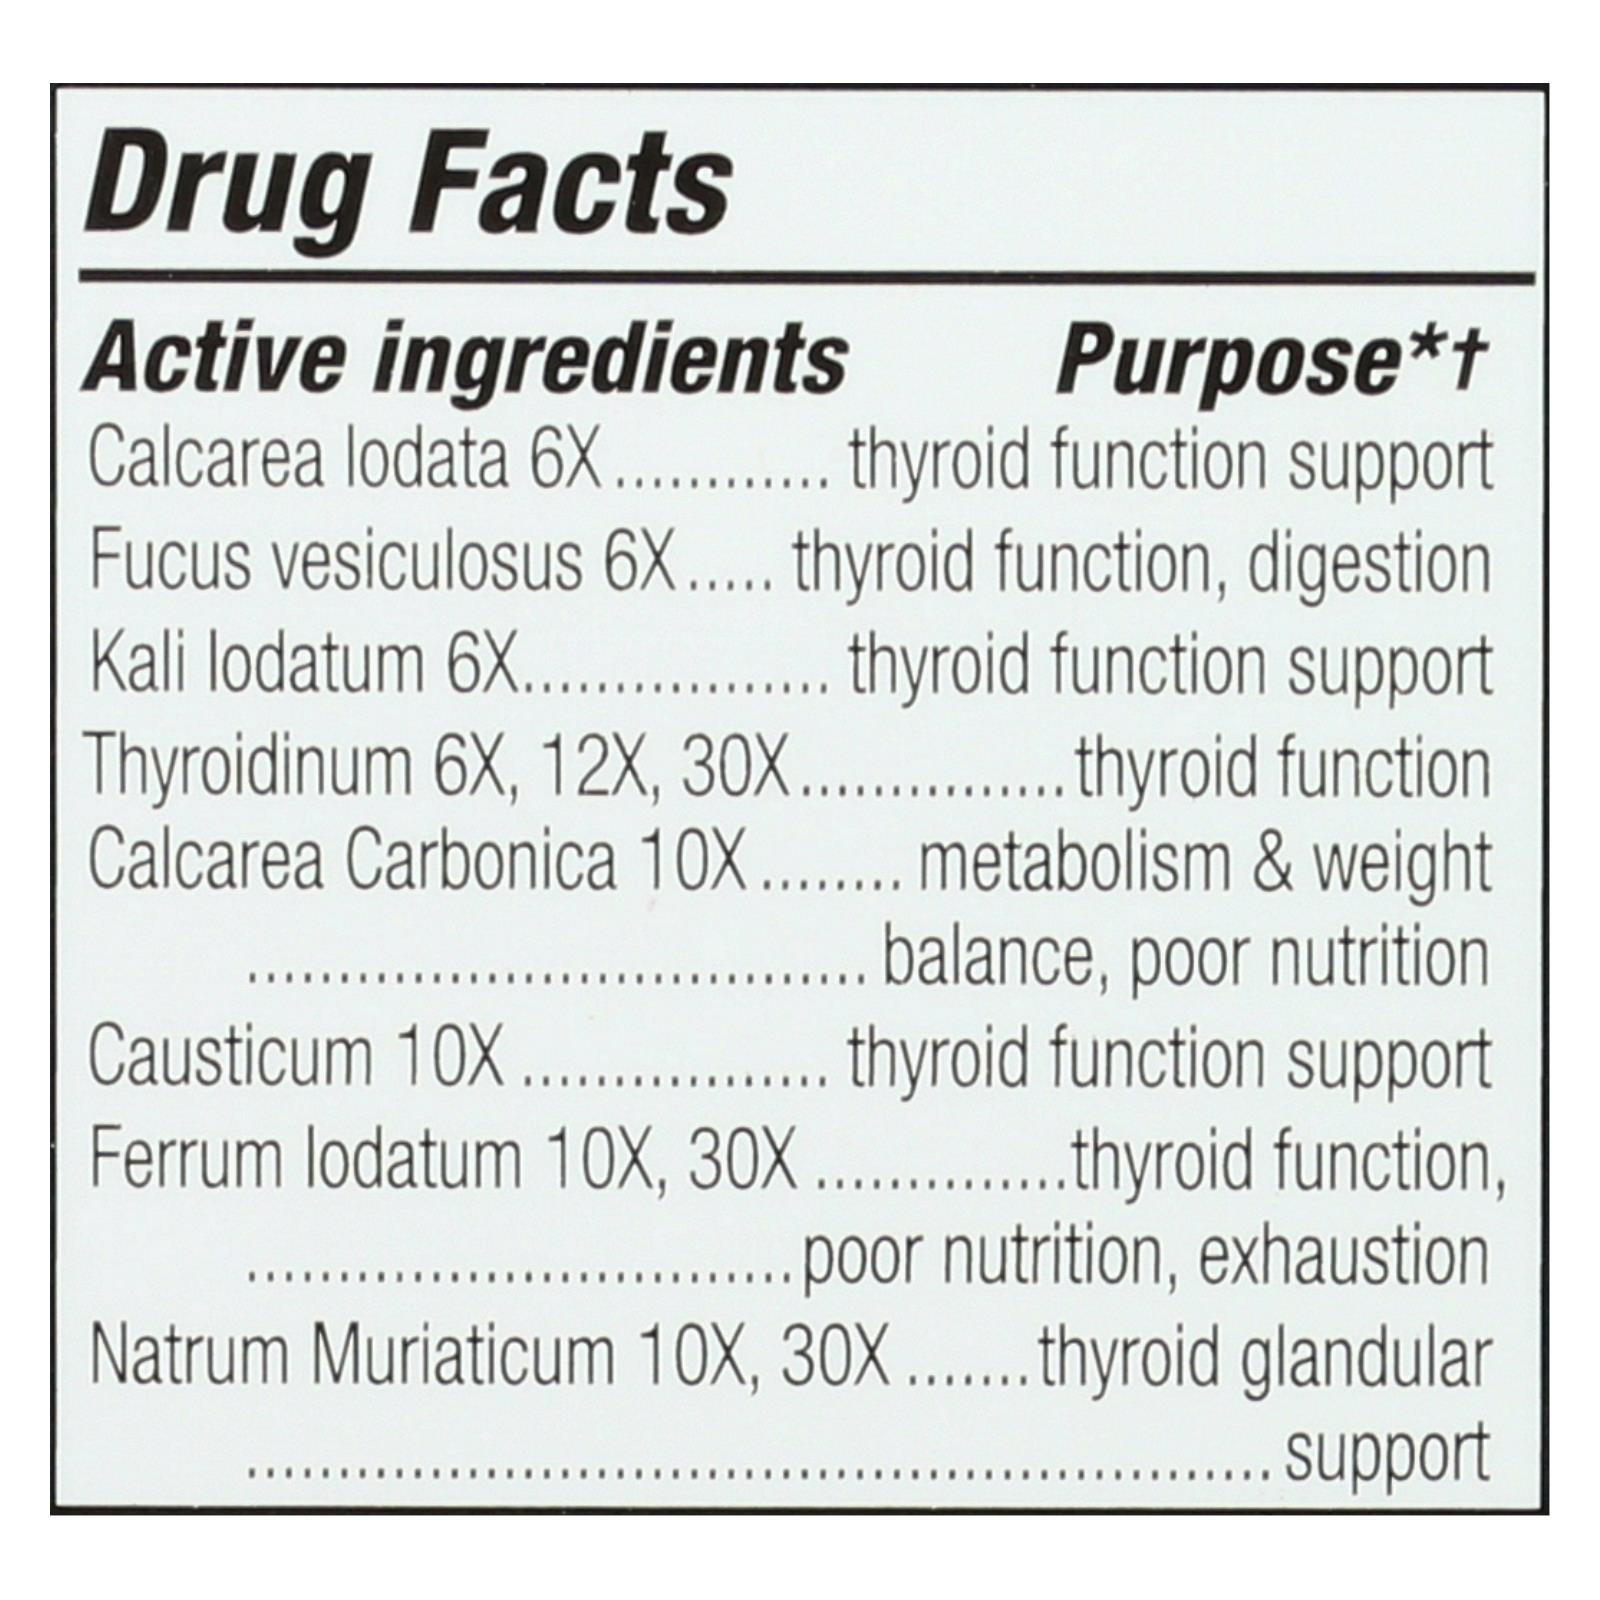 Drug Facts
Active ingredients Purpose*†
Calcarea Iodata 6X............ thyroid function support
Fucus vesiculosus 6X..... thyroid function, digestion
Kali Iodatum 6X................. thyroid function support
Thyroidinum 6X, 12X, 30X...............thyroid function
Calcarea Carbonica 10X........ metabolism & weight
.................................. balance, poor nutrition
Causticum 10X ................. thyroid function support
Ferrum Iodatum 10X, 30X ..............thyroid function,
..............................poor nutrition, exhaustion
Natrum Muriaticum 10X, 30X .......thyroid glandular
........................................................ support